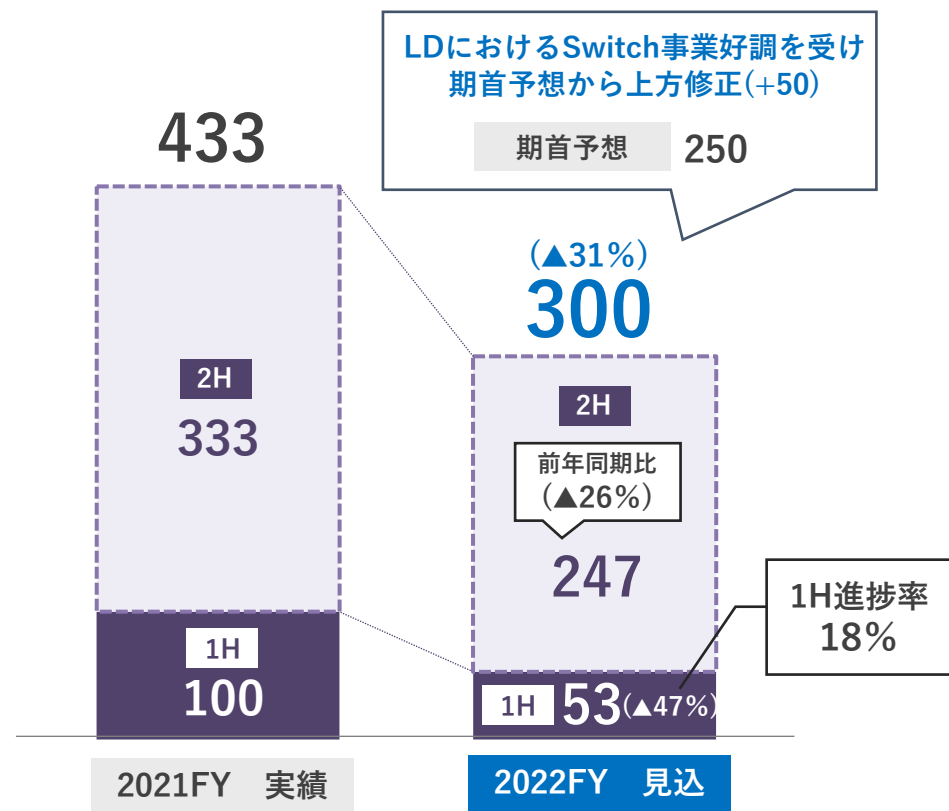 LDにおけるSwitch事業好調を受け
期首予想から上方修正(+50)
期首予想 250
433
(▲31%)
300
2H
333
2H
前年同期比
(▲26%)
247
1H進捗率
18%
1H
100
1H 53(▲47%)
2021FY 実績
2022FY 見込